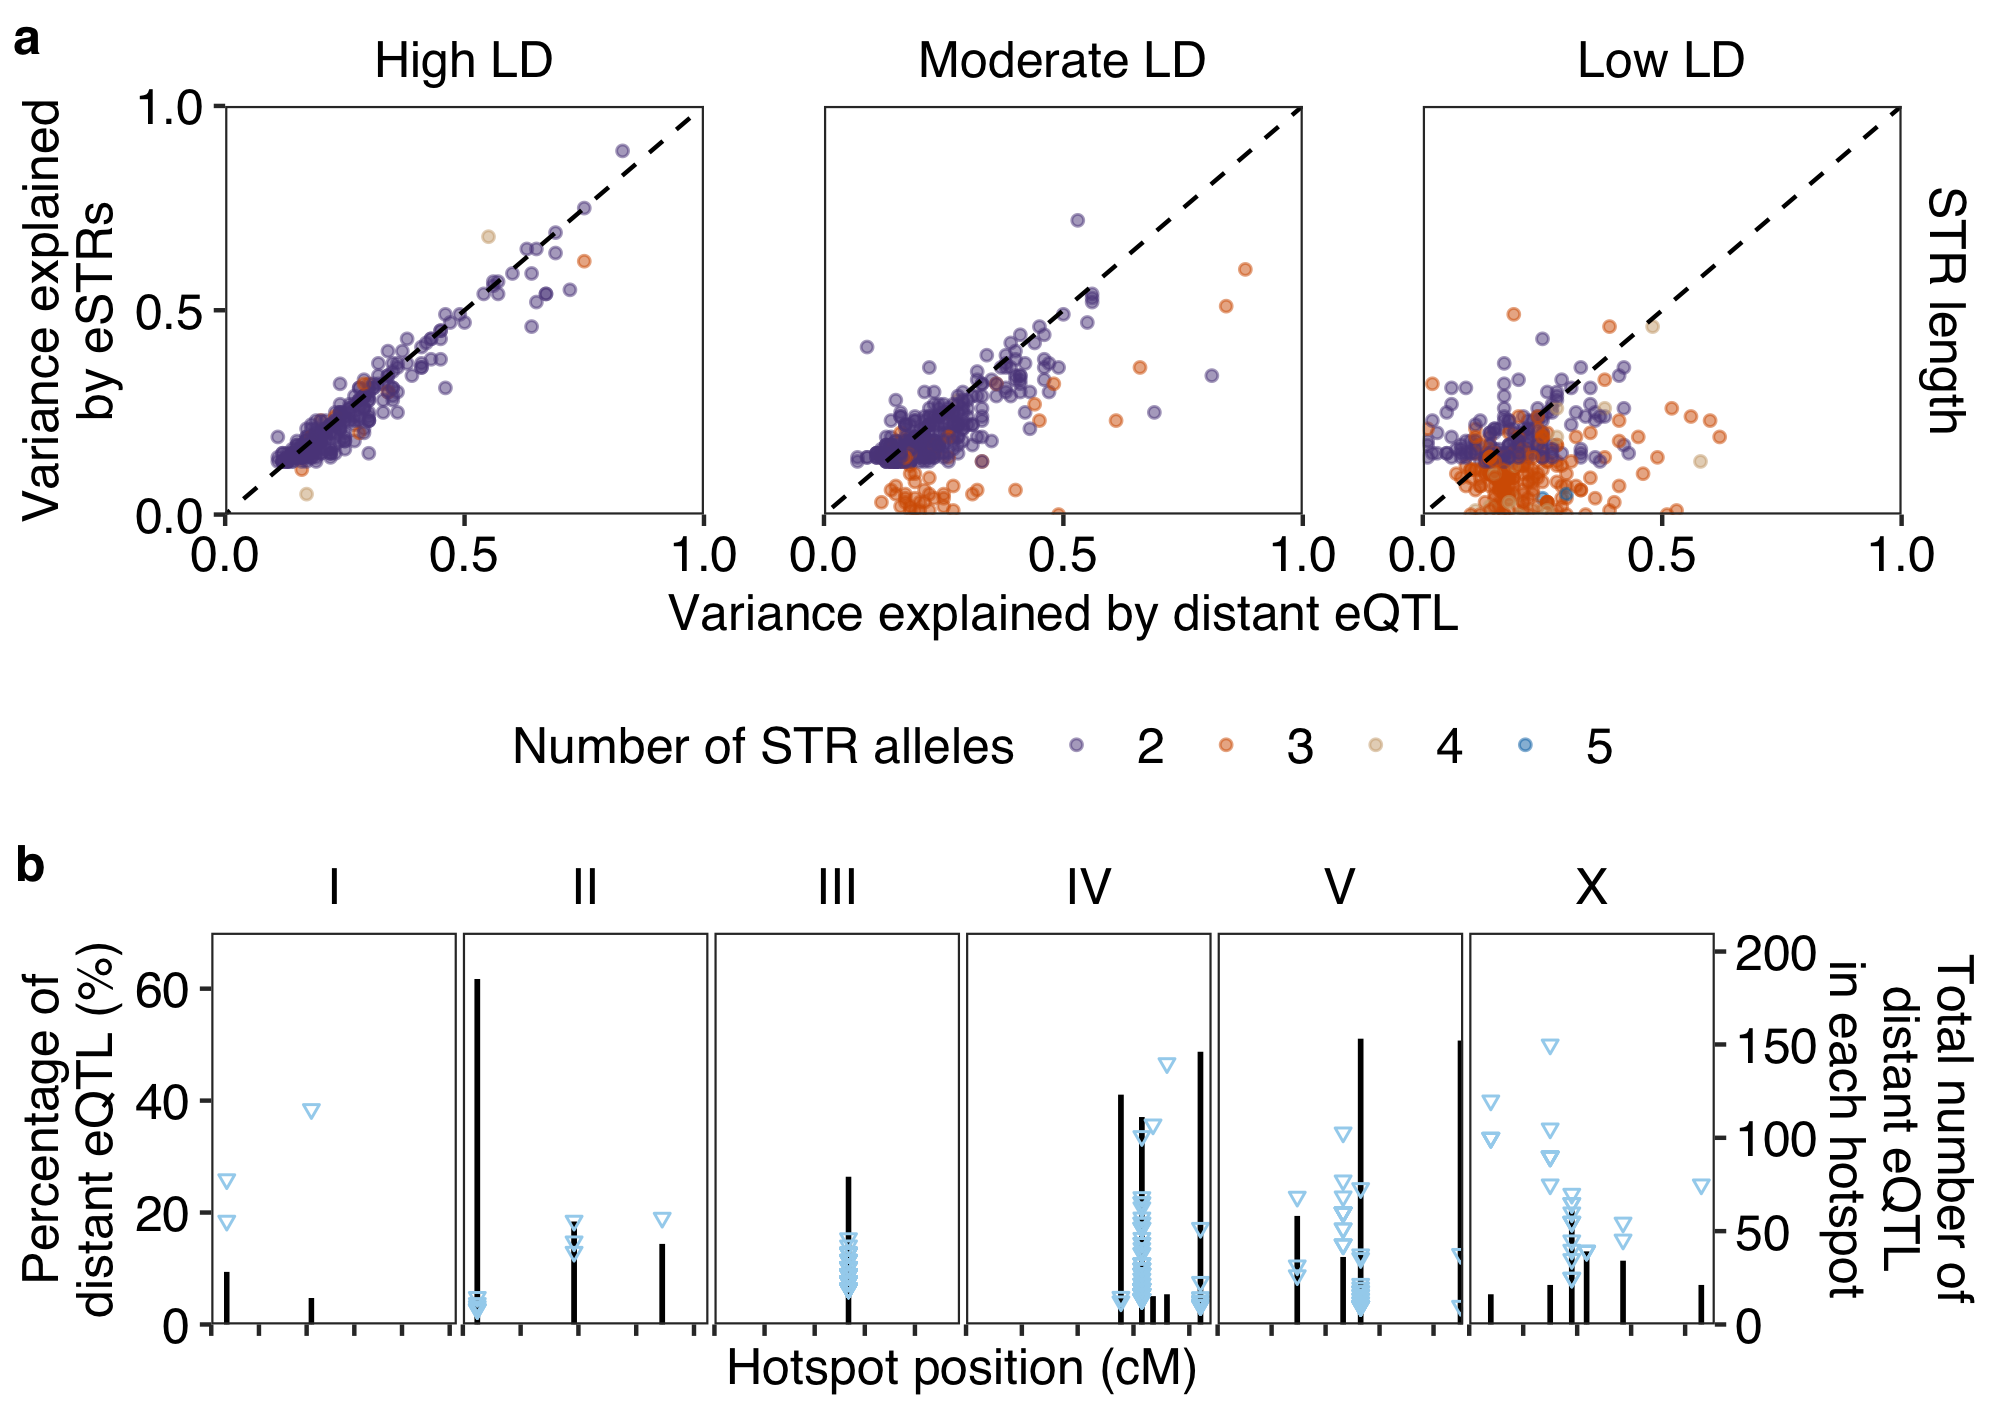 a
High LD
Moderate LD
Low LD
Variance explained
by eSTRs
1.0
0.5
0.0
STR length
0.0
0.5
1.0
0.0
0.5
1.0
0.0
0.5
1.0
Variance explained by distant eQTL
Number of STR alleles
2
3
4
5
b
I
II
III
IV
V
X
Percentage of
distant eQTL (%)
60
40
20
0
200
150
100
50
0
Total number of
distant eQTL
in each hotspot
Hotspot position (cM)